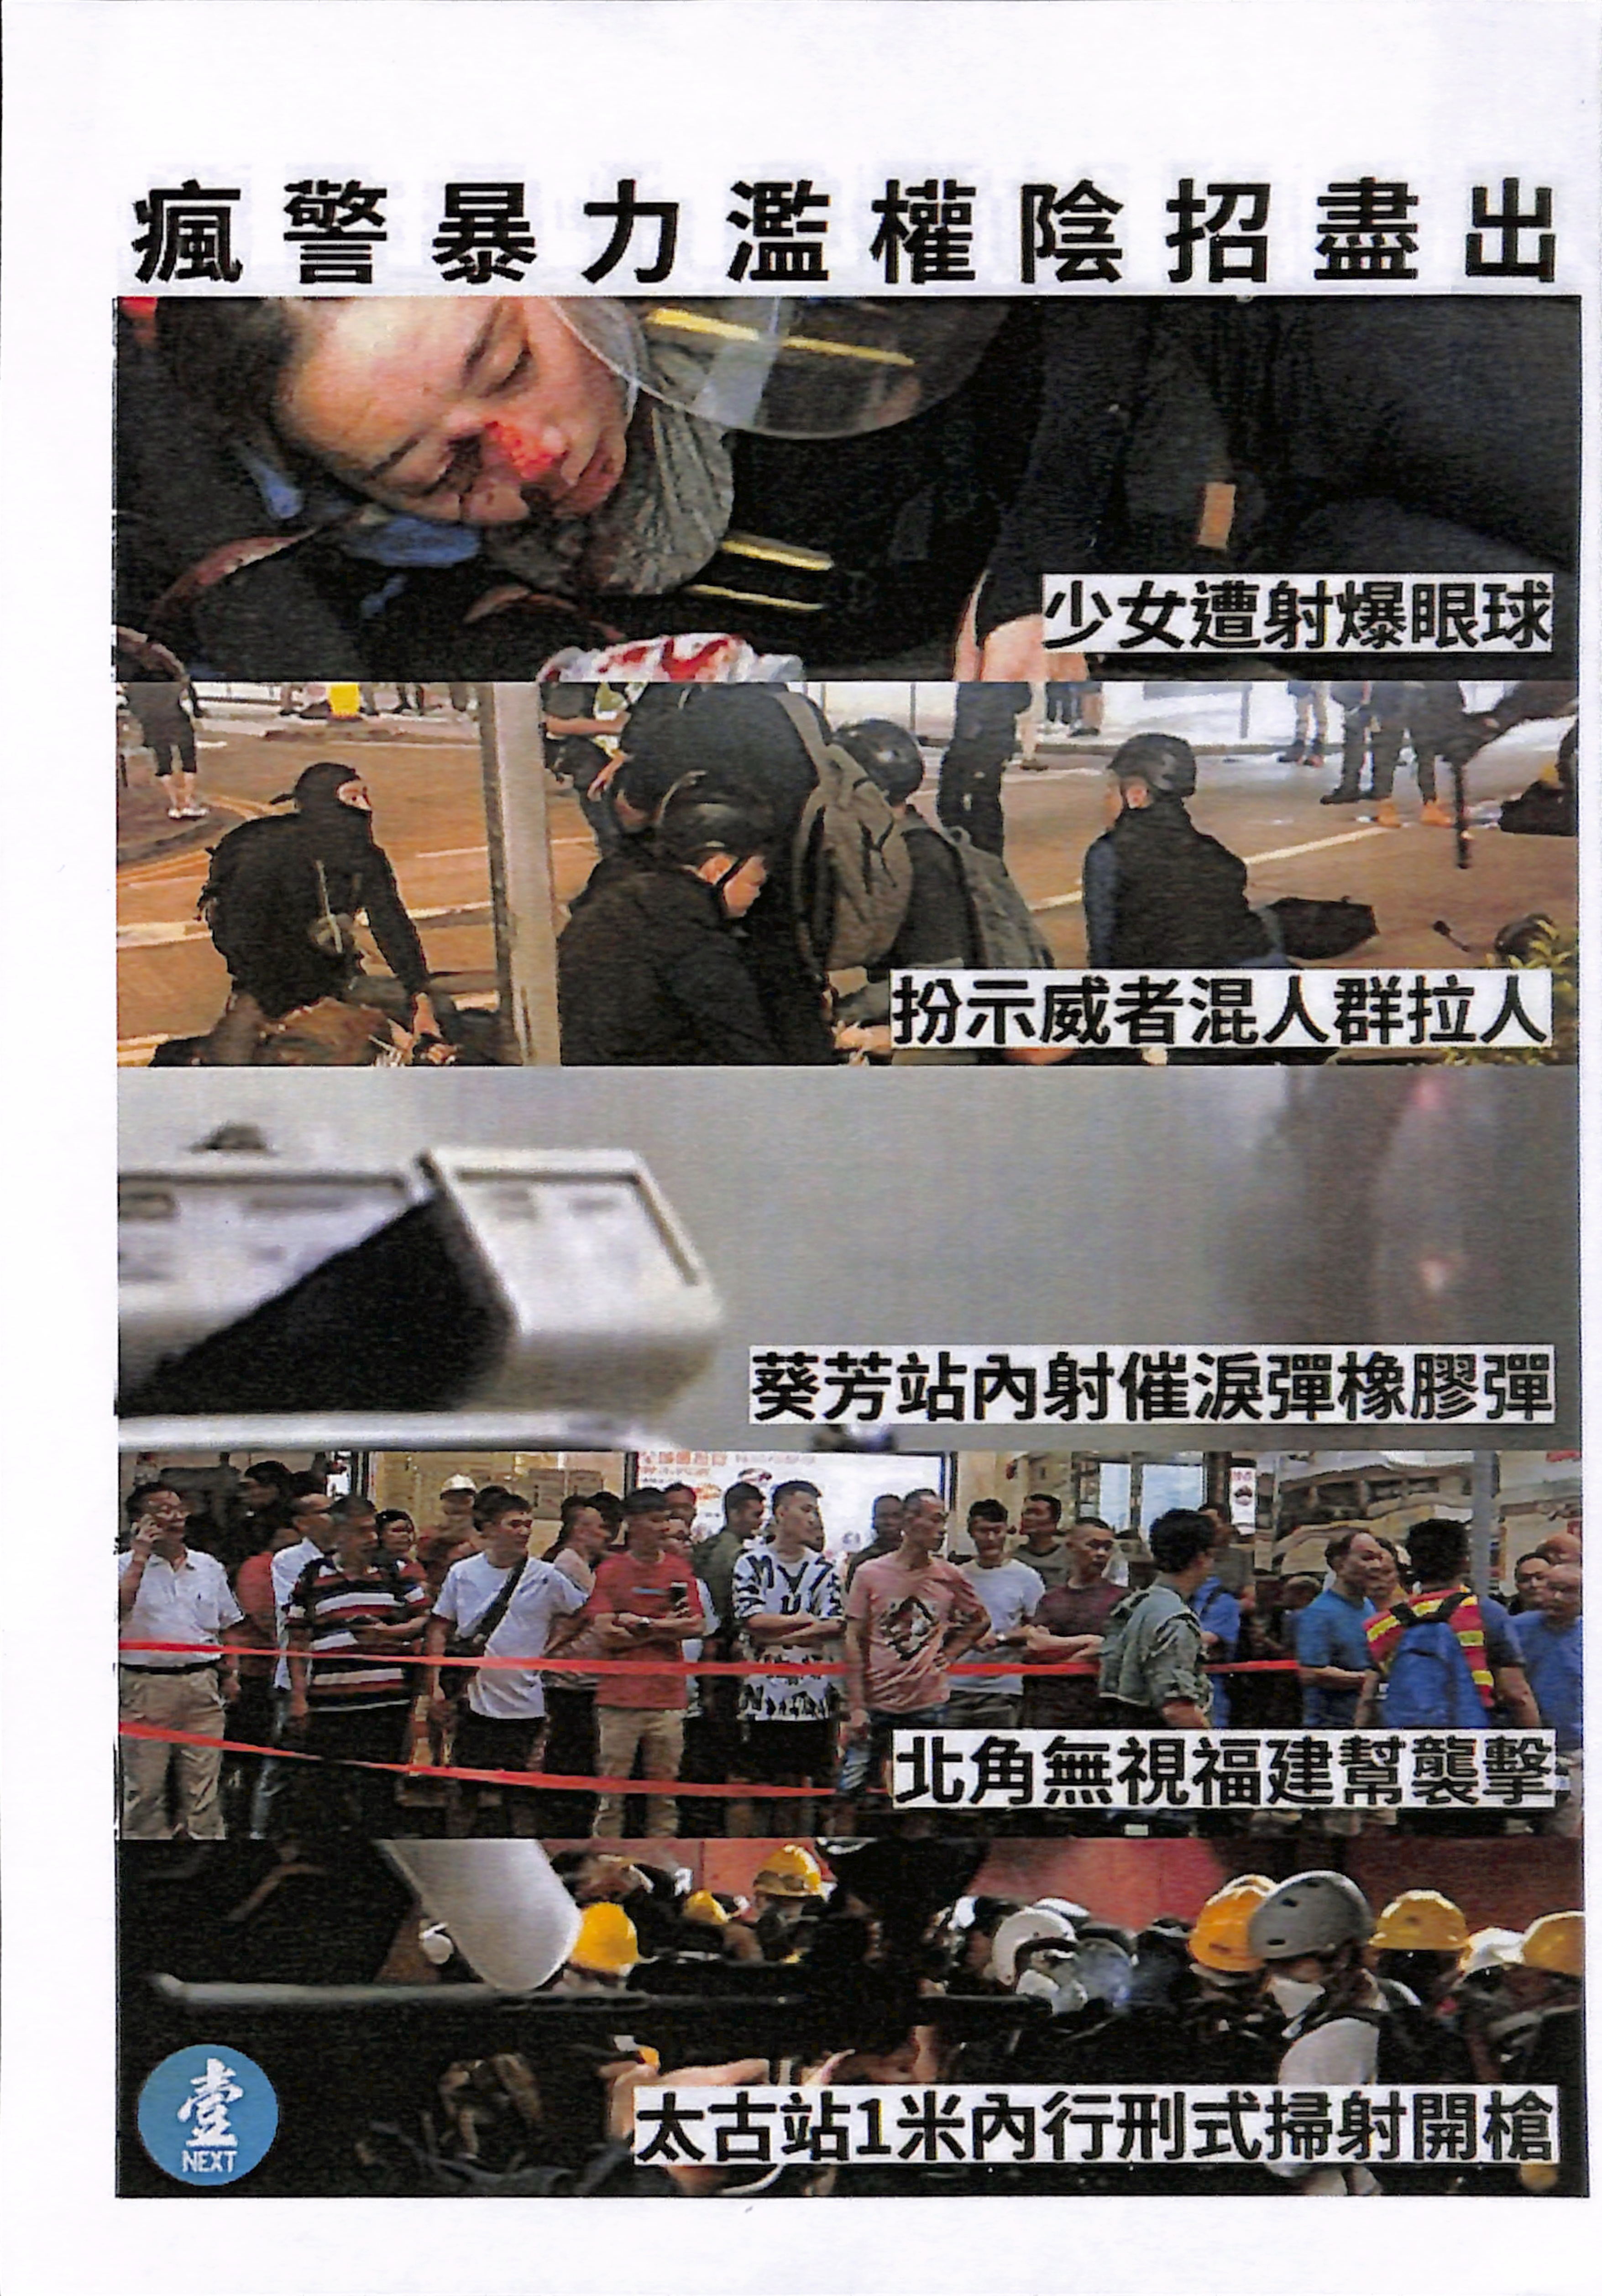 瘋警暴力濫權陰招盡出
少女遭射爆眼球
扮示威者混人群拉人
葵芳站內射催淚彈橡膠彈
北角無視福建幫襲擊
太古站1米內行刑式掃射開槍
壹
NEXT